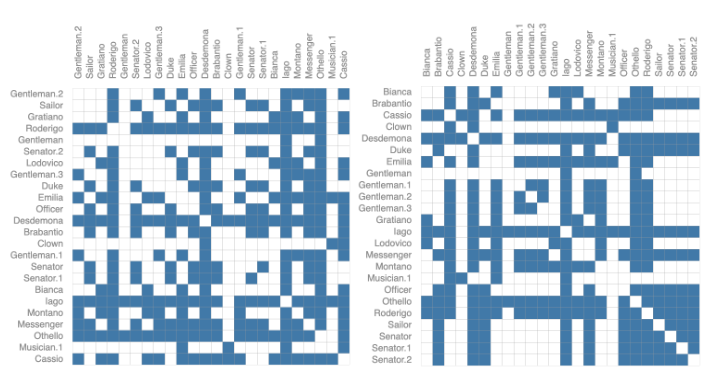 Gentleman.2
Sailor
Gratiano
Roderigo
Gentleman
Senator.2
Lodovico
Gentleman.3
Duke
Emilia
Officer
Desdemona
Brabantio
Clown
Gentleman.1
Senator
Senator.1
Bianca
Iago
Montano
Messenger
Othello
Musician.1
Cassio
Gentleman.2
Sailor
Gratiano
Roderigo
Gentleman
Senator.2
Lodovico
Gentleman.3
Duke
Emilia
Officer
Desdemona
Brabantio
Clown
Gentleman.1
Senator
Senator.1
Bianca
Iago
Montano
Messenger
Othello
Musician.1
Cassio
Bianca
Brabantio
Cassio
Clown
Desdemona
Duke
Emilia
Gentleman
Gentleman.1
Gentleman.2
Gentleman.3
Gratiano
Iago
Lodovico
Messenger
Montano
Musician.1
Officer
Othello
Roderigo
Sailor
Senator
Senator.1
Senator.2
Bianca
Brabantio
Cassio
Clown
Desdemona
Duke
Emilia
Gentleman
Gentleman.1
Gentleman.2
Gentleman.3
Gratiano
Iago
Lodovico
Messenger
Montano
Musician.1
Officer
Othello
Roderigo
Sailor
Senator
Senator.1
Senator.2